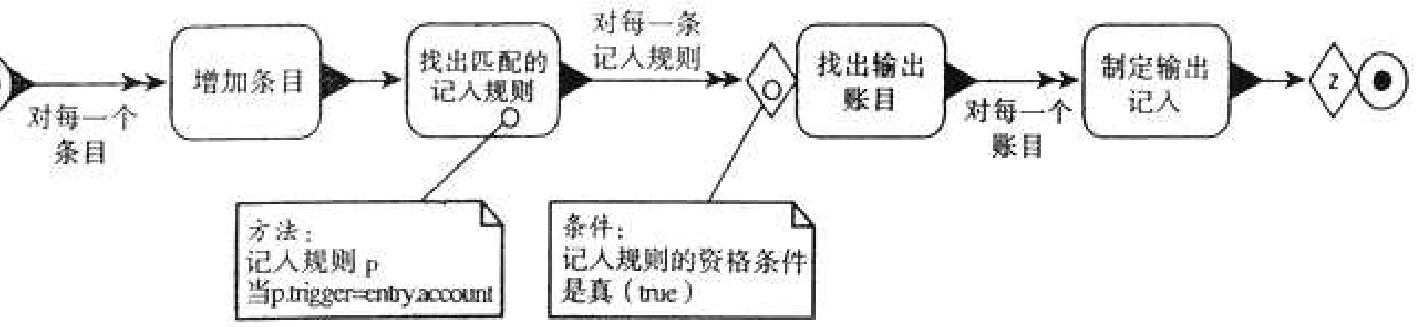 对每一个
条目
增加条目
找出匹配的
记入规则
对每一条
记入规则
找出输出
账目
对每一个
账目
制定输出
记入
z
方法：
记入规则 p
当p.trigger=entry.account
条件：
记入规则的资格条件
是真（true）